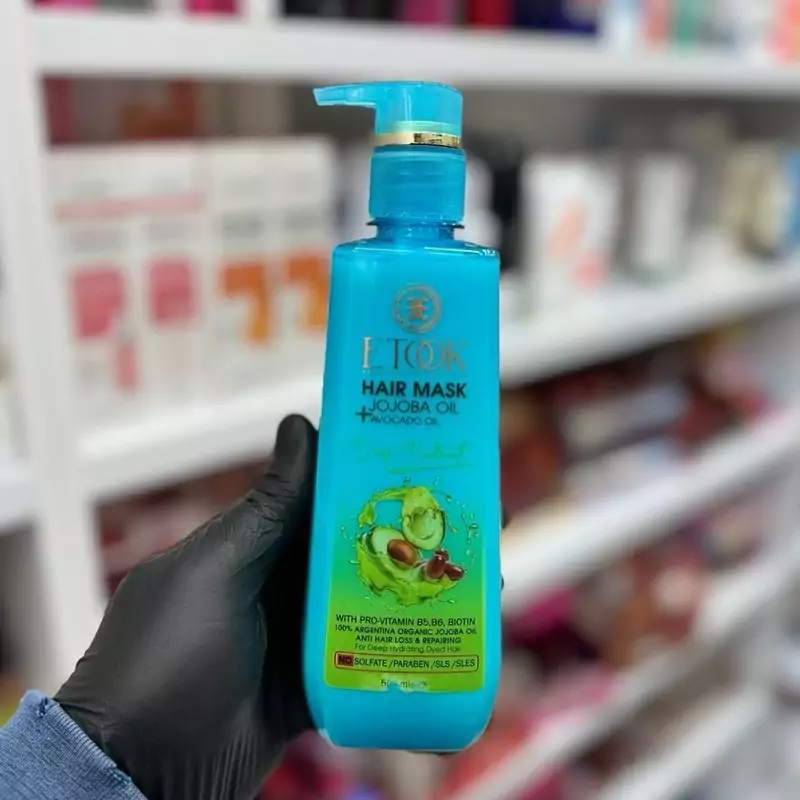 ETOOK
HAIR MASK
+JOJOBA OIL
AVOCADO OIL
WITH PRO-VITAMIN B5,B6, BIOTIN
100% ARGENTINA ORGANIC JOJOBA OIL
ANTI HAIR LOSS & REPAIRING
For Deep Hydrating Dyed Hair
NO SOLFATE /PARABEN /SLS /SLES